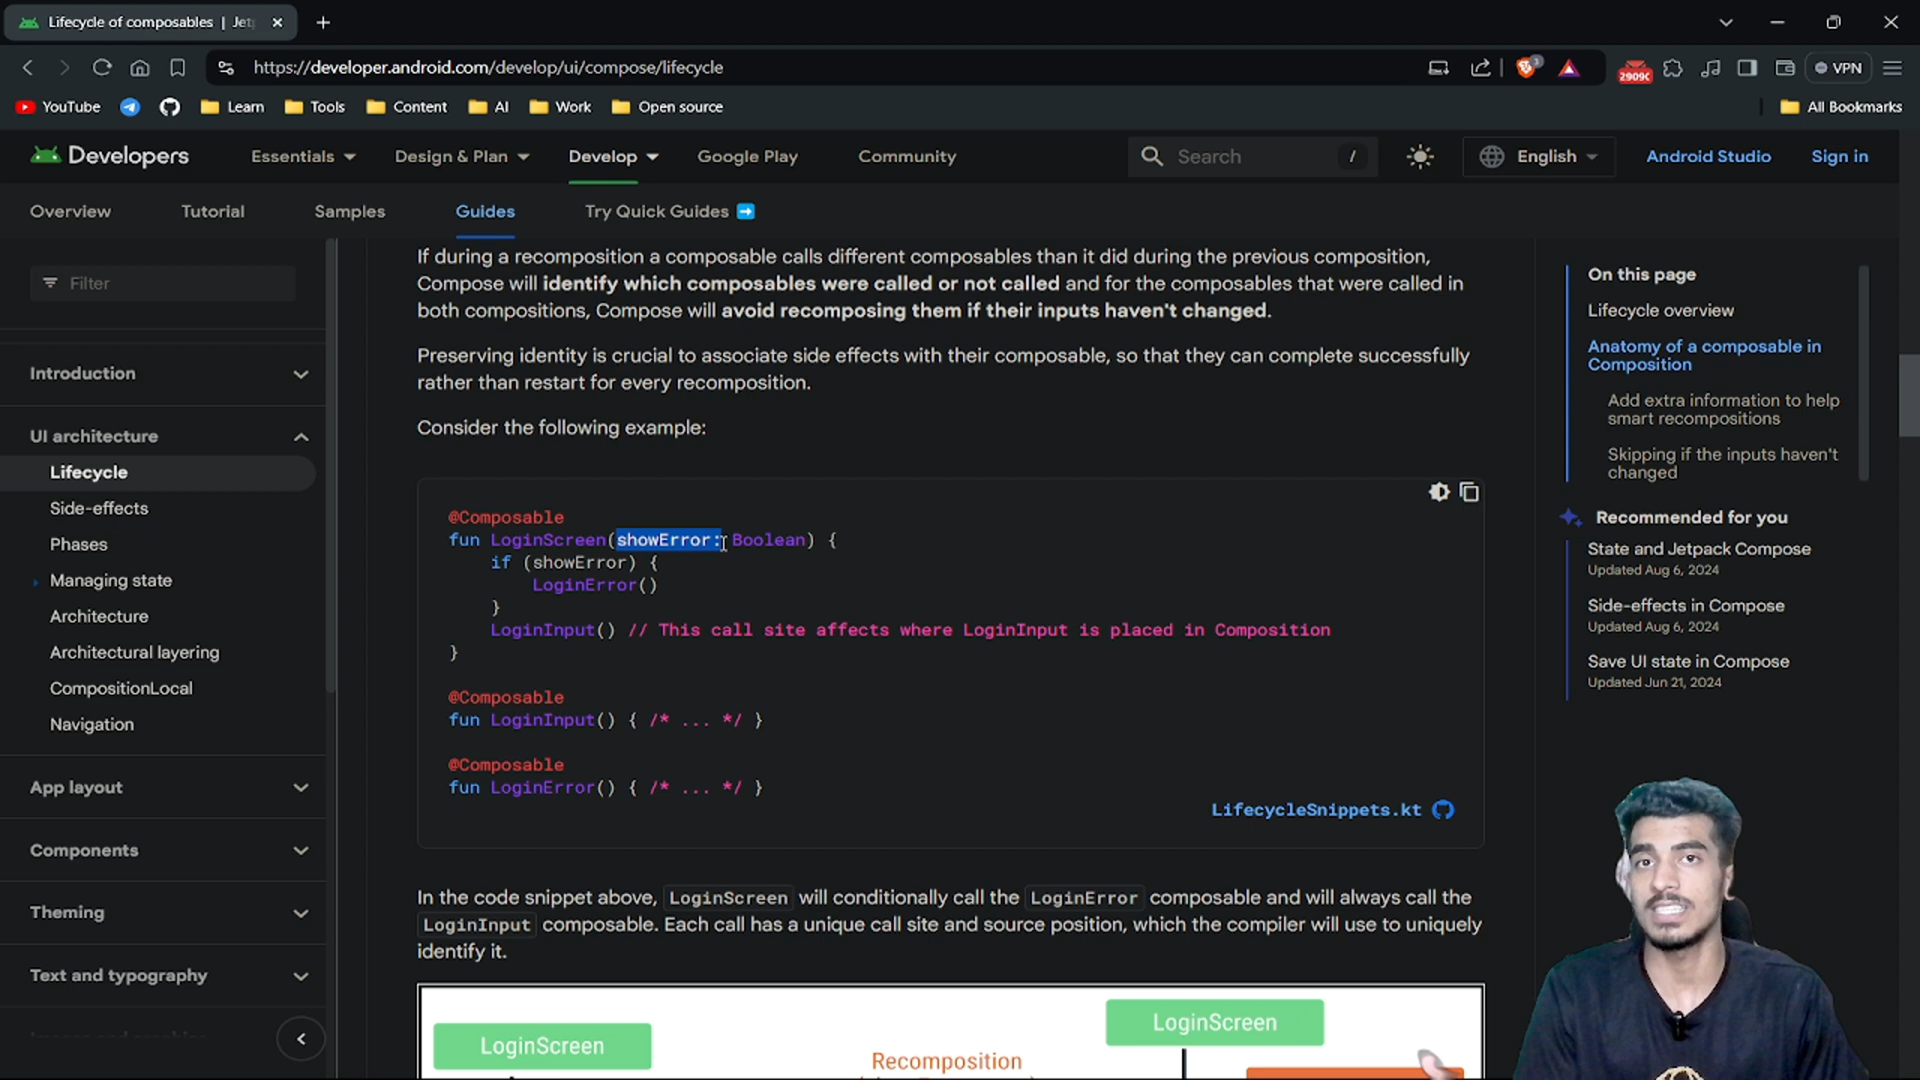 Lifecycle of composables | Jet
https://developer.android.com/develop/ui/compose/lifecycle
2909€
VPN
YouTube
Learn
Tools
Content
AI
Work
Open source
All Bookmarks
Developers
Essentials
Design & Plan
Develop
Google Play
Community
Search
/
English
Android Studio
Sign in
Overview
Tutorial
Samples
Guides
Try Quick Guides
Filter
Introduction
UI architecture
Lifecycle
Side-effects
Phases
Managing state
Architecture
Architectural layering
CompositionLocal
Navigation
App layout
Components
Theming
Text and typography
If during a recomposition a composable calls different composables than it did during the previous composition,
Compose will identify which composables were called or not called and for the composables that were called in
both compositions, Compose will avoid recomposing them if their inputs haven't changed.
Preserving identity is crucial to associate side effects with their composable, so that they can complete successfully
rather than restart for every recomposition.
Consider the following example:
@Composable
fun LoginScreen(showError: Boolean) {
if (showError) {
LoginError()
}
LoginInput() // This call site affects where LoginInput is placed in Composition
}
@Composable
fun LoginInput() { /* ... */ }
@Composable
fun LoginError() { /* ... */ }
LifecycleSnippets.kt
In the code snippet above, LoginScreen will conditionally call the LoginError composable and will always call the
LoginInput composable. Each call has a unique call site and source position, which the compiler will use to uniquely
identify it.
LoginScreen
Recomposition
LoginScreen
On this page
Lifecycle overview
Anatomy of a composable in
Composition
Add extra information to help
smart recompositions
Skipping if the inputs haven't
changed
Recommended for you
State and Jetpack Compose
Updated Aug 6, 2024
Side-effects in Compose
Updated Aug 6, 2024
Save UI state in Compose
Updated Jun 21, 2024